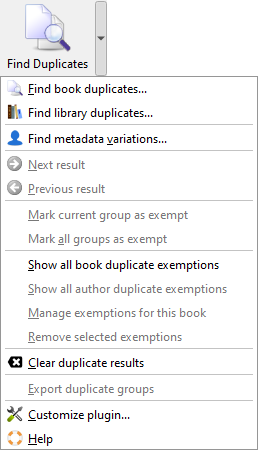 Find Duplicates
Find book duplicates...
Find library duplicates...
Find metadata variations...
Next result
Previous result
Mark current group as exempt
Mark all groups as exempt
Show all book duplicate exemptions
Show all author duplicate exemptions
Manage exemptions for this book
Remove selected exemptions
Clear duplicate results
Export duplicate groups
Customize plugin...
Help